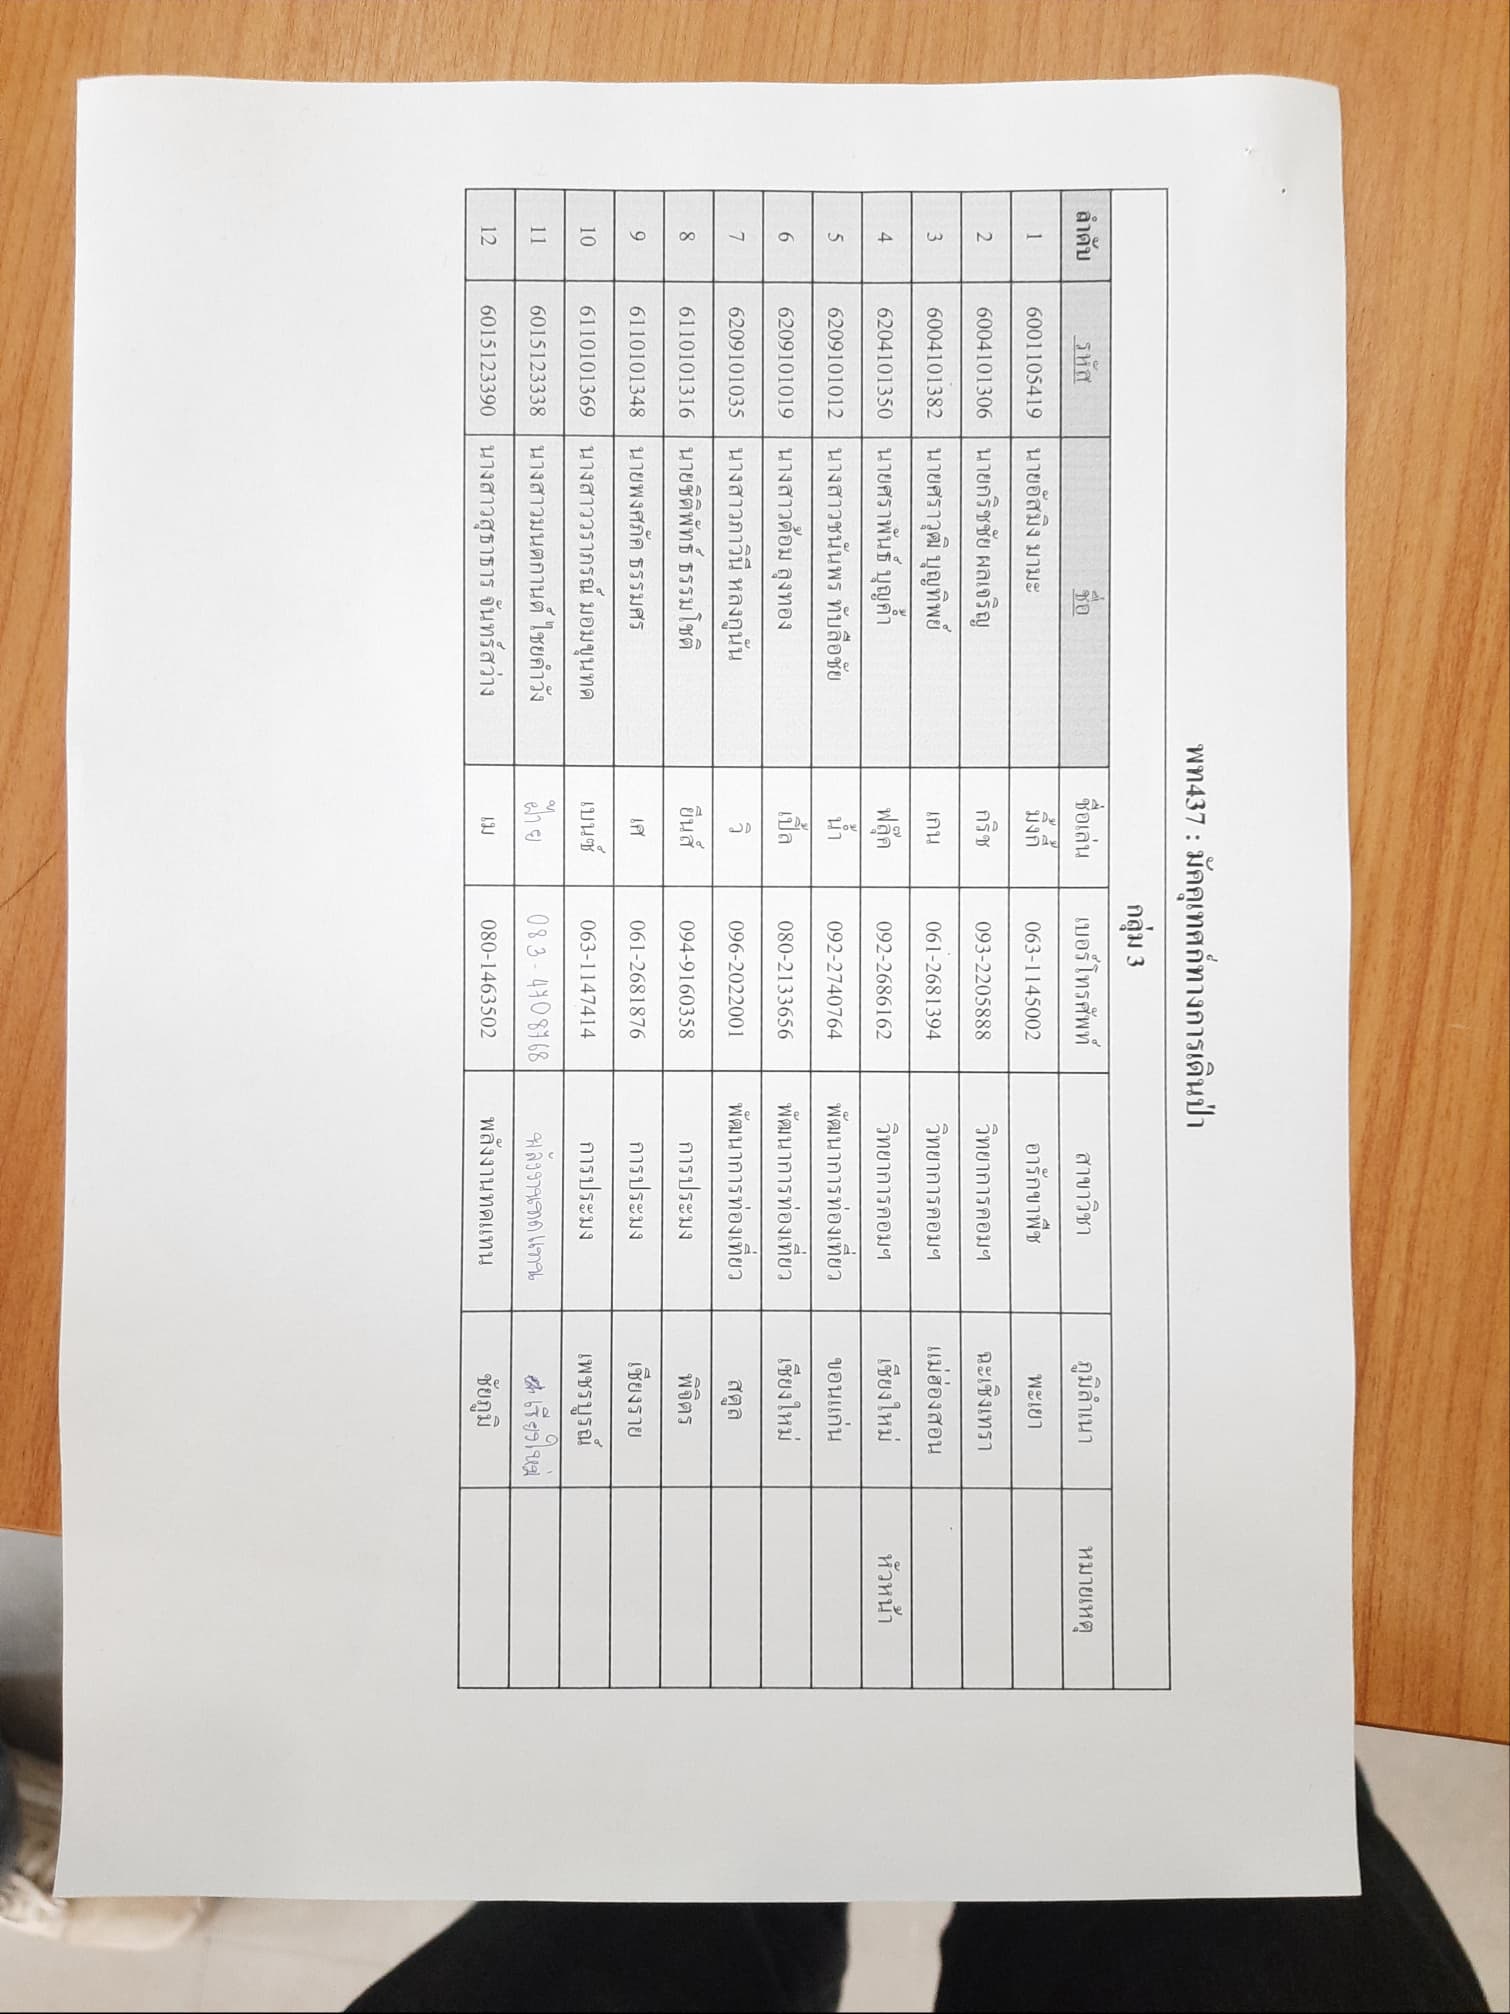 พท437 : มัคคุเทศก์ทางการเดินป่า
กลุ่ม 3
ลำดับ รหัส ชื่อ ชื่อเล่น เบอร์โทรศัพท์ สาขาวิชา ภูมิลำเนา หมายเหตุ
1 6001105419 นายอัสมิง มามะ มิ้งกี้ 063-1145002 อารักขาพืช พะเยา
2 6004101306 นายกริชชัย ผลเจริญ กริช 093-2205888 วิทยาการคอมฯ ฉะเชิงเทรา
3 6004101382 นายศราวุฒิ บุญทิพย์ เกน 061-2681394 วิทยาการคอมฯ แม่ฮ่องสอน
4 6204101350 นายศราพันธ์ บุญค้ำ ฟลุ๊ค 092-2686162 วิทยาการคอมฯ เชียงใหม่ หัวหน้า
5 6209101012 นางสาวชนันพร ทับลือชัย น้ำ 092-2740764 พัฒนาการท่องเที่ยว ขอนแก่น
6 6209101019 นางสาวต้อม ลุงทอง เปิ้ล 080-2133656 พัฒนาการท่องเที่ยว เชียงใหม่
7 6209101035 นางสาวภาวินี หลงกูนัน วิ 096-2022001 พัฒนาการท่องเที่ยว สตูล
8 6110101316 นายชิติพัทธ์ ธรรมโชติ ยีนส์ 094-9160358 การประมง พิจิตร
9 6110101348 นายพงศภัค ธรรมศร เศ 061-2681876 การประมง เชียงราย
10 6110101369 นางสาววราภรณ์ มอมขุนทด เบนซ์ 063-1147414 การประมง เพชรบูรณ์
11 6015123338 นางสาวมนตกานต์ ไชยคำวัง ฝ้าย 083-4708768 พลังงานทดแทน เชียงใหม่
12 6015123390 นางสาวสุธาธาร จันทร์สว่าง เม 080-1463502 พลังงานทดแทน ชัยภูมิ